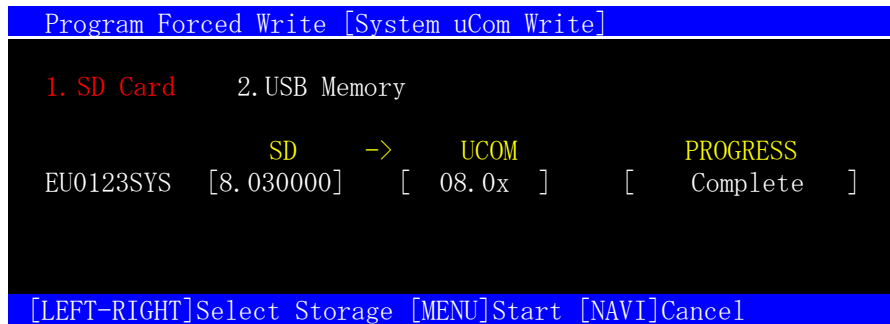 Program Forced Write [System uCom Write]
1. SD Card 2. USB Memory
SD -> UCOM PROGRESS
EU0123SYS [8.030000] [ 08.0x ] [ Complete ]
[LEFT-RIGHT]Select Storage [MENU]Start [NAVI]Cancel